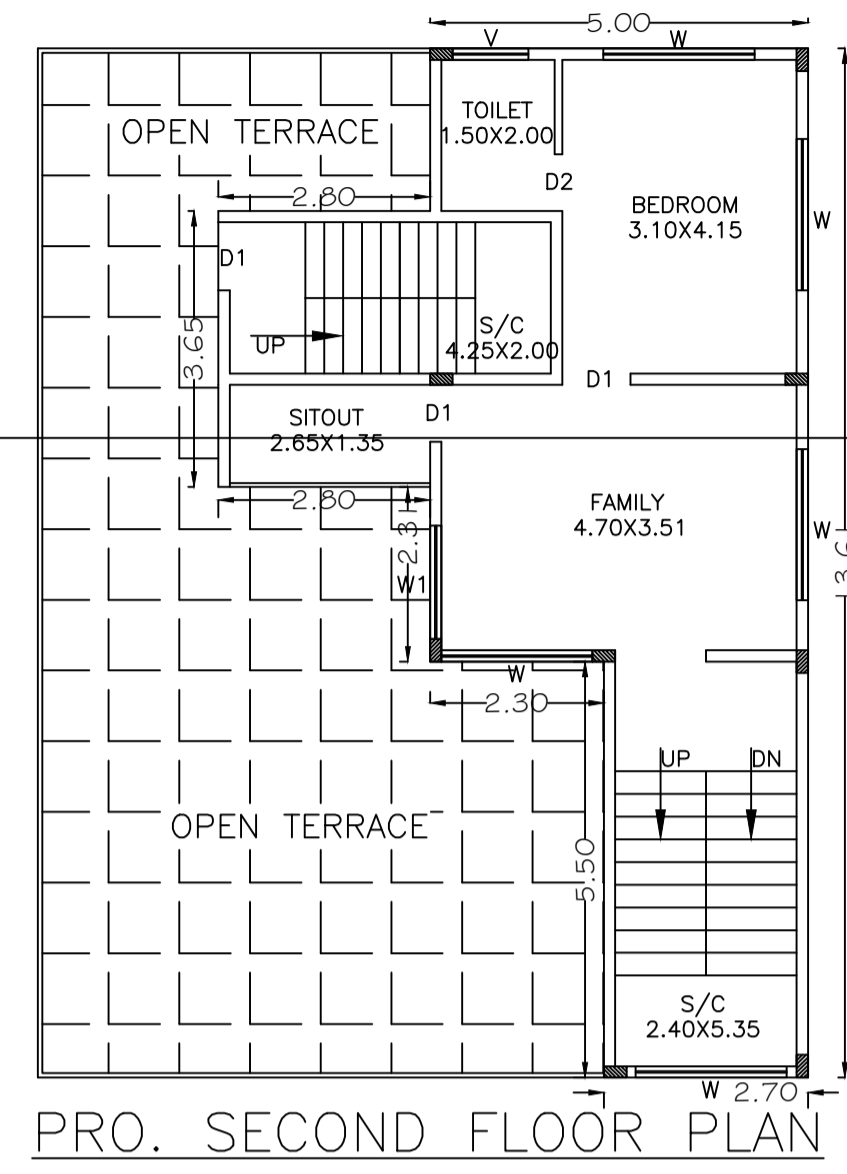 5.00
V
W
TOILET
1.50X2.00
OPEN TERRACE
D2
2.80
BEDROOM
3.10X4.15
W
D1
S/C
4.25X2.00
UP
3.65
D1
D1
SITOUT
2.65X1.35
2.80
FAMILY
4.70X3.51
W
2.31
W1
W
2.30
UP
DN
OPEN TERRACE
5.50
S/C
2.40X5.35
W
2.70
PRO. SECOND FLOOR PLAN